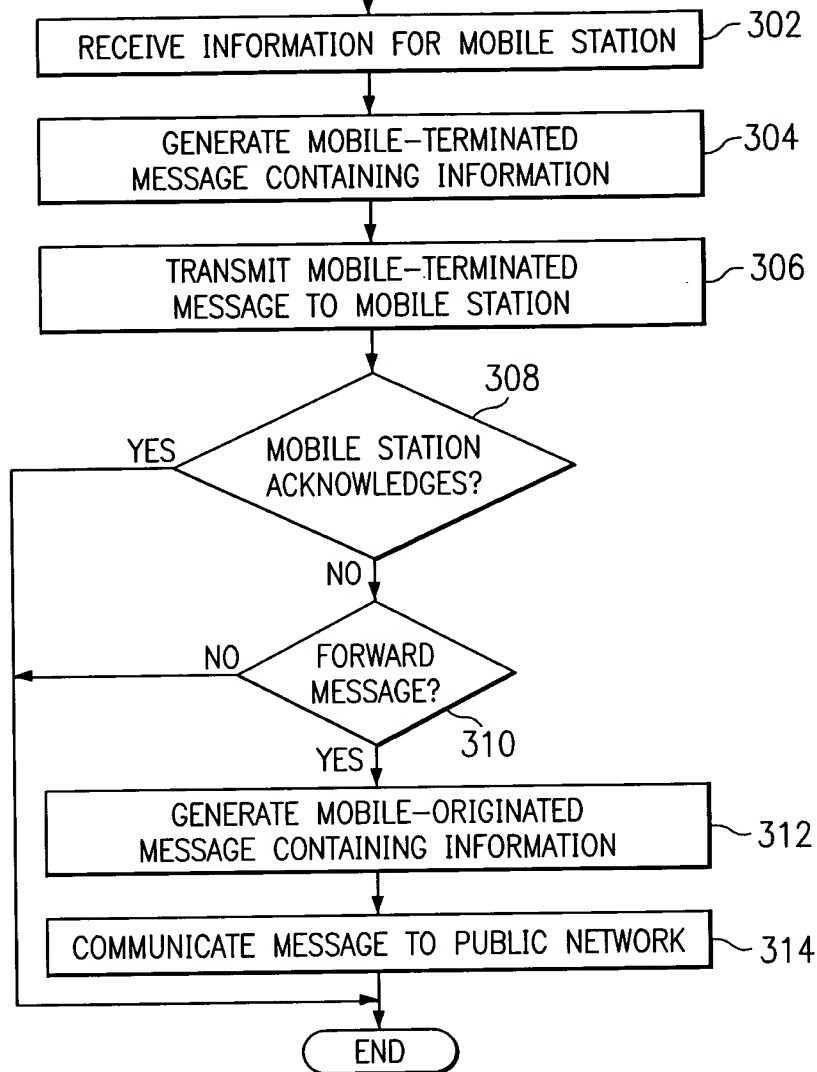 RECEIVE INFORMATION FOR MOBILE STATION
302
GENERATE MOBILE-TERMINATED
MESSAGE CONTAINING INFORMATION
304
TRANSMIT MOBILE-TERMINATED
MESSAGE TO MOBILE STATION
306
308
YES
MOBILE STATION
ACKNOWLEDGES?
NO
NO
FORWARD
MESSAGE?
310
YES
GENERATE MOBILE-ORIGINATED
MESSAGE CONTAINING INFORMATION
312
COMMUNICATE MESSAGE TO PUBLIC NETWORK
314
END